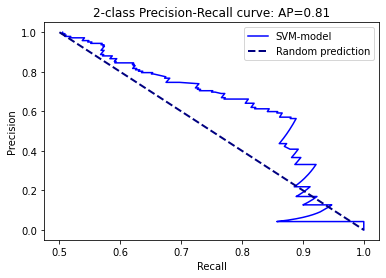 2-class Precision-Recall curve: AP=0.81
SVM-model
Random prediction
Precision
1.0
0.8
0.6
0.4
0.2
0.0
0.5 0.6 0.7 0.8 0.9 1.0
Recall